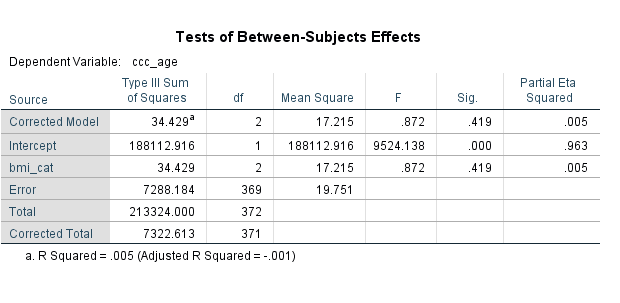 Tests of Between-Subjects Effects
Dependent Variable: ccc_age
Source Type III Sum of Squares df Mean Square F Sig. Partial Eta Squared
Corrected Model 34.429a 2 17.215 .872 .419 .005
Intercept 188112.916 1 188112.916 9524.138 .000 .963
bmi_cat 34.429 2 17.215 .872 .419 .005
Error 7288.184 369 19.751
Total 213324.000 372
Corrected Total 7322.613 371
a. R Squared = .005 (Adjusted R Squared = -.001)